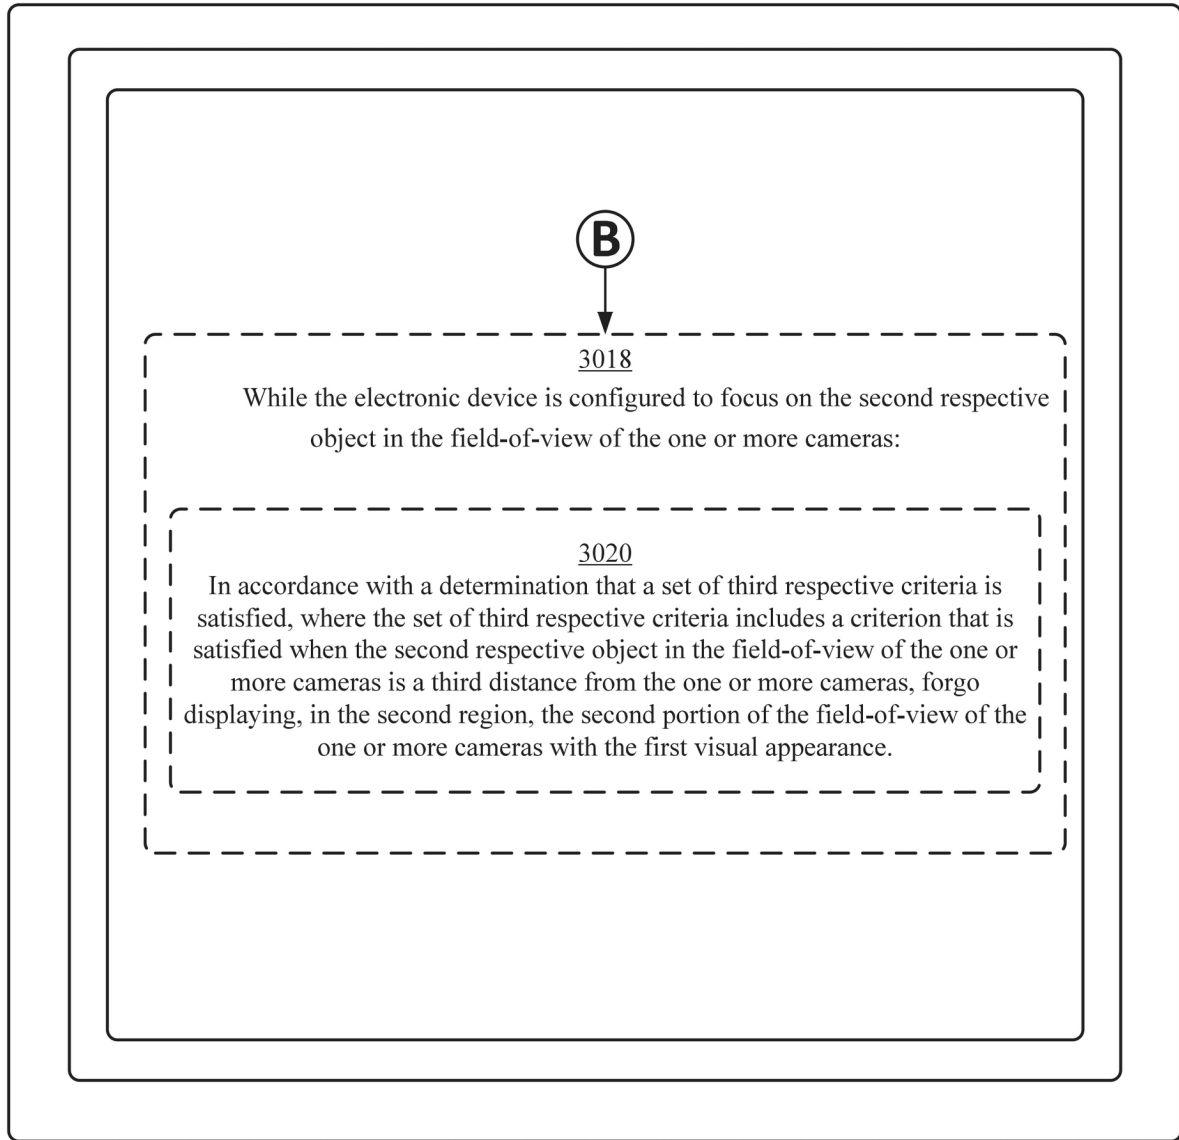 B
3018
While the electronic device is configured to focus on the second respective
object in the field-of-view of the one or more cameras:
3020
In accordance with a determination that a set of third respective criteria is
satisfied, where the set of third respective criteria includes a criterion that is
satisfied when the second respective object in the field-of-view of the one or
more cameras is a third distance from the one or more cameras, forgo
displaying, in the second region, the second portion of the field-of-view of the
one or more cameras with the first visual appearance.